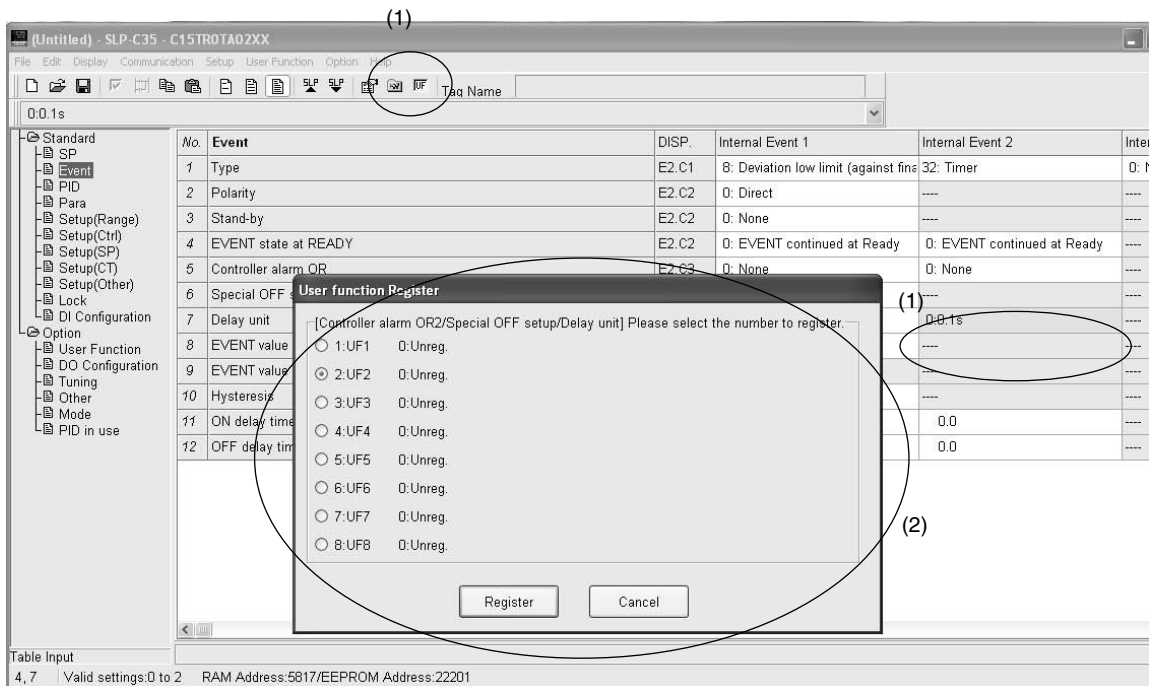 (1)
(Untitled) - SLP-C35 - C15TR0TA02XX
File Edit Display Communication Setup User Function Option Help
SLP SLP UF Tag Name
0:0.1s
Standard
SP
Event
PID
Para
Setup(Range)
Setup(Ctrl)
Setup(SP)
Setup(CT)
Setup(Other)
Lock
DI Configuration
Option
User Function
DO Configuration
Tuning
Other
Mode
PID in use
No. Event DISP. Internal Event 1 Internal Event 2
1 Type E2.C1 8: Deviation low limit (against fina 32: Timer
2 Polarity E2.C2 0: Direct ----  ----
3 Stand-by E2.C2 0: None ---- ----
4 EVENT state at READY E2.C2 0: EVENT continued at Ready 0: EVENT continued at Ready ----
5 Controller alarm OR E2.C3 0: None 0: None ----
6 Special OFF ---- ----
7 Delay unit 0:0.1s ----
8 EVENT value ---- ----
9 EVENT value ---- ----
10 Hysteresis ---- ----
11 ON delay time 0.0 ----
12 OFF delay tim 0.0 ----
User function Register
(1)
[Controller alarm OR2/Special OFF setup/Delay unit] Please select the number to register.
1:UF1 0:Unreg.
2:UF2 0:Unreg.
3:UF3 0:Unreg.
4:UF4 0:Unreg.
5:UF5 0:Unreg.
6:UF6 0:Unreg.
7:UF7 0:Unreg.
8:UF8 0:Unreg.
(2)
Register Cancel
Table Input
4,7 Valid settings:0 to 2 RAM Address:5817/EEPROM Address:22201